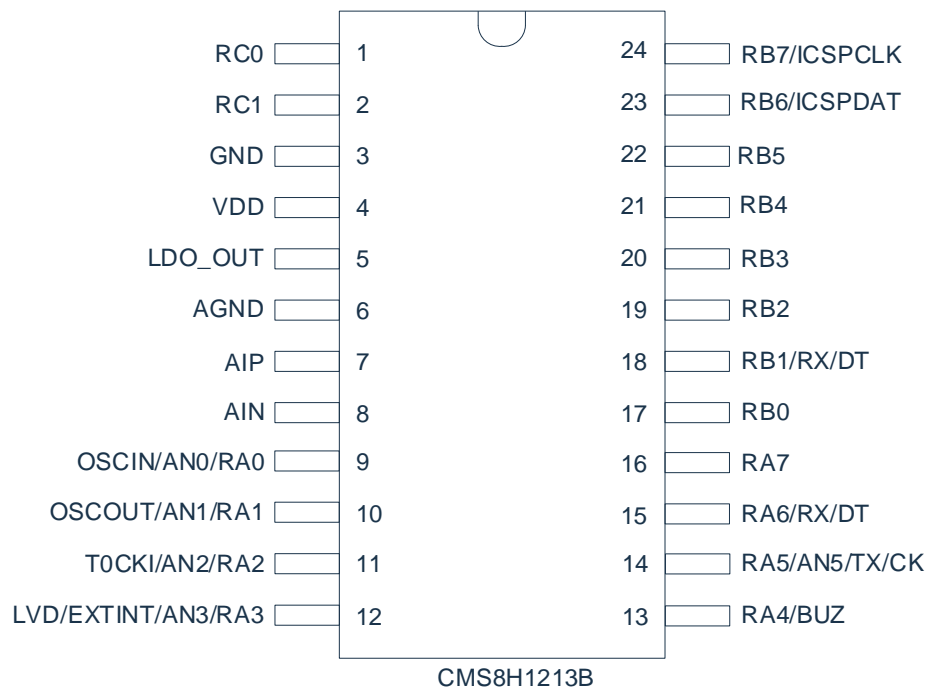 RC0 1 24 RB7/ICSPCLK
RC1 2 23 RB6/ICSPDAT
GND 3 22 RB5
VDD 4 21 RB4
LDO_OUT 5 20 RB3
AGND 6 19 RB2
AIP 7 18 RB1/RX/DT
AIN 8 17 RB0
OSCIN/AN0/RA0 9 16 RA7
OSCOUT/AN1/RA1 10 15 RA6/RX/DT
T0CKI/AN2/RA2 11 14 RA5/AN5/TX/CK
LVD/EXTINT/AN3/RA3 12 13 RA4/BUZ
CMS8H1213B